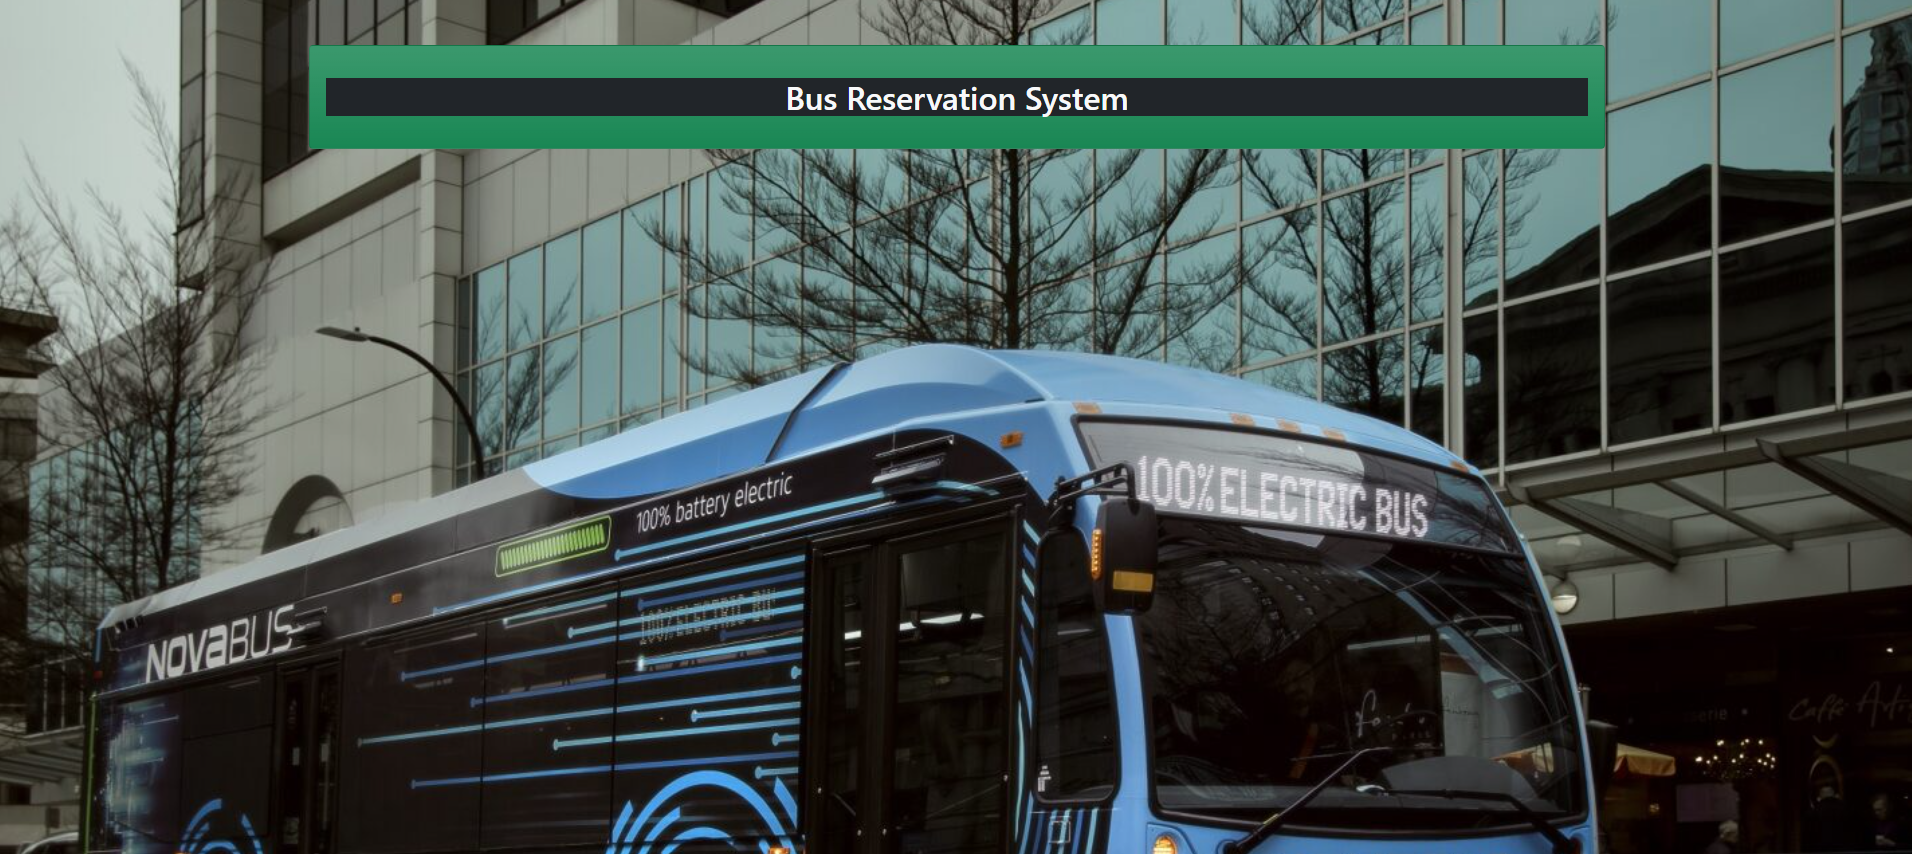 Bus Reservation System
100% ELECTRIC BUS
100% battery electric
NOVABUS